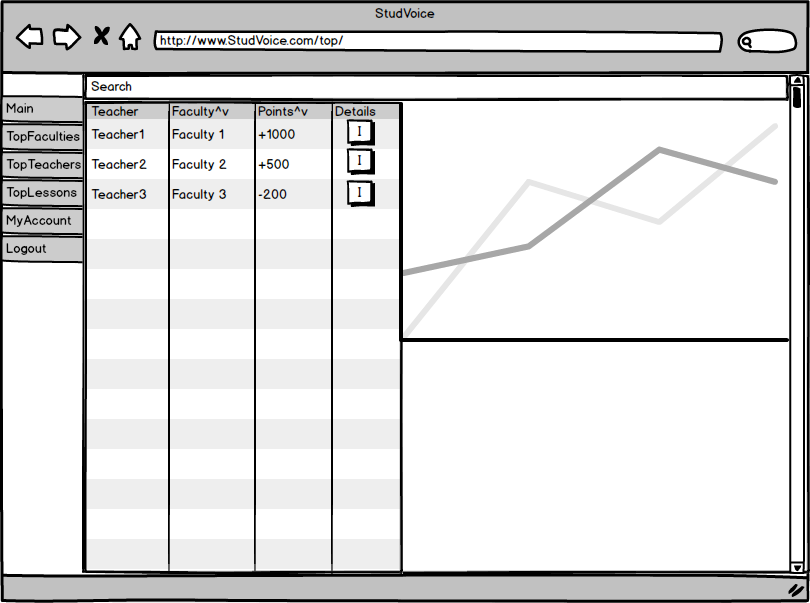 StudVoice
http://www.StudVoice.com/top/
Search
Main
TopFaculties
TopTeachers
TopLessons
MyAccount
Logout
Teacher Faculty^v Points^v Details
Teacher1 Faculty 1 +1000 I
Teacher2 Faculty 2 +500 I
Teacher3 Faculty 3 -200 I